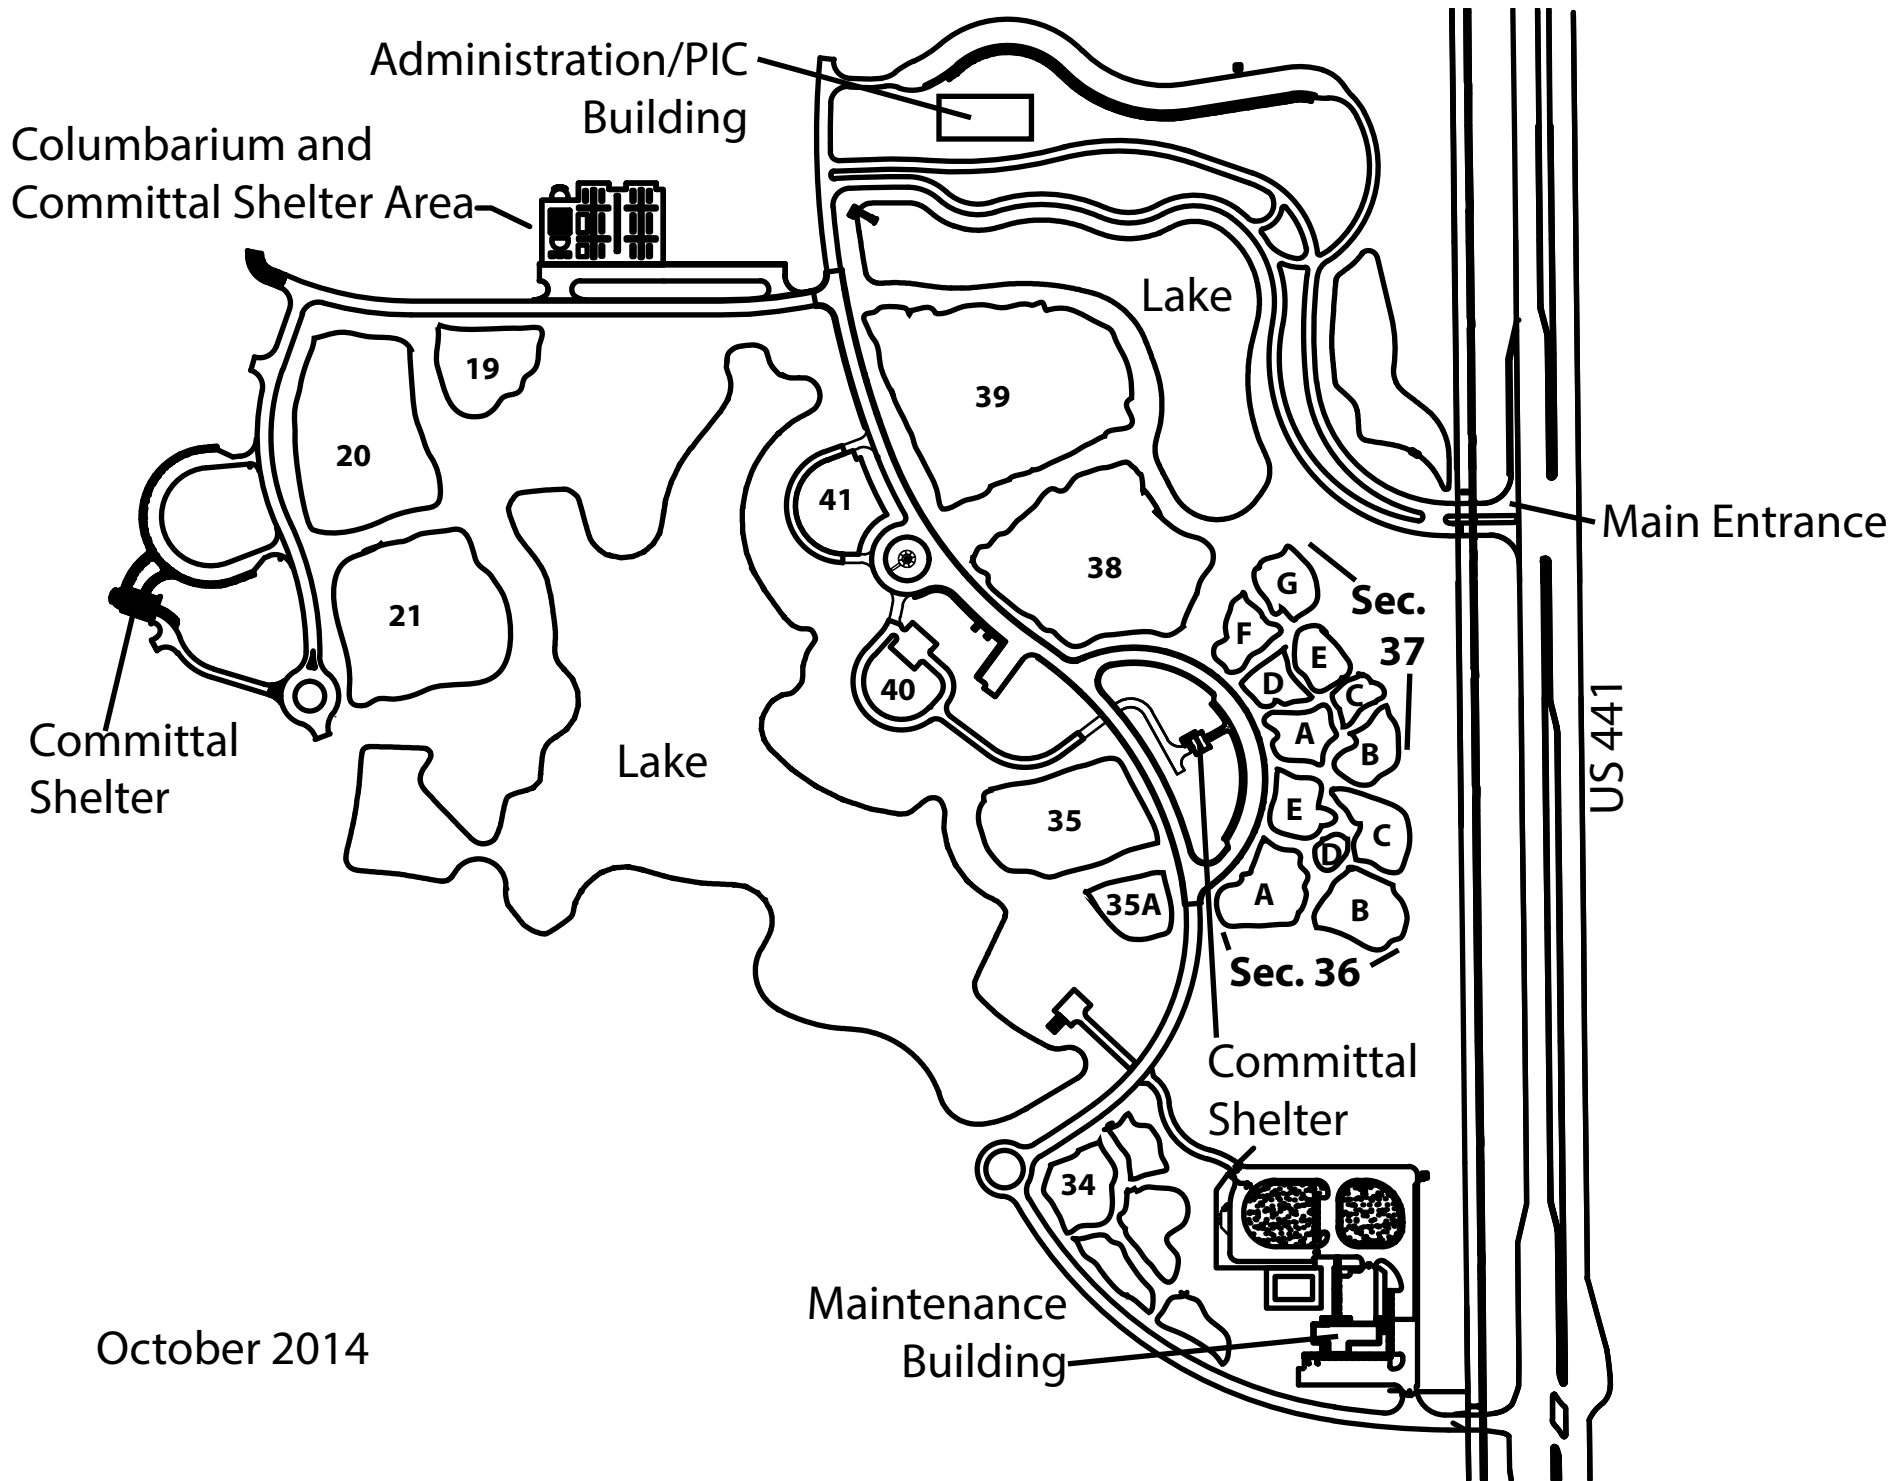 Administration/PIC
Building
Columbarium and
Committal Shelter Area
Lake
19
39
20
41
Main Entrance
38
G
Sec.
37
F
21
E
D
40
C
A
B
US 441
Committal
Shelter
Lake
35
E
C
D
A
35A
B
Sec. 36
Committal
Shelter
34
Maintenance
Building
October 2014